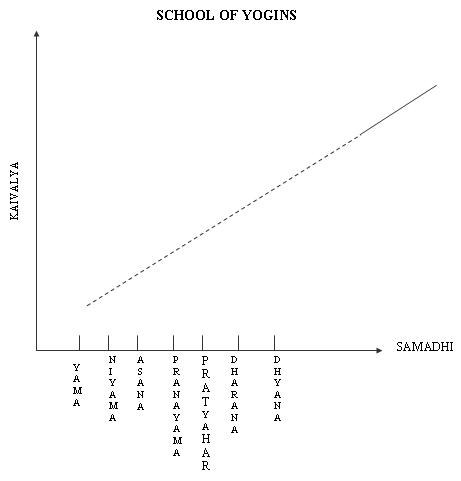 SCHOOL OF YOGINS
KAIVALYA
SAMADHI
YAMA
NIYAMA
ASANA
PRANAYAMA
PRATYAHAR
DHARANA
DHYANA